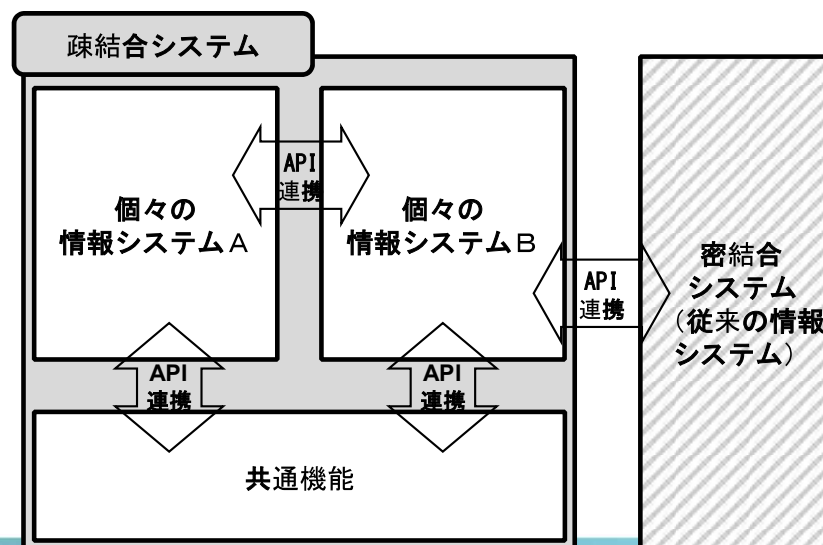 疎結合システム
API
連携
個々の
情報システムA
個々の
情報システムB
API
連携
密結合
システム
（従来の情報
システム）
API
連携
API
連携
共通機能